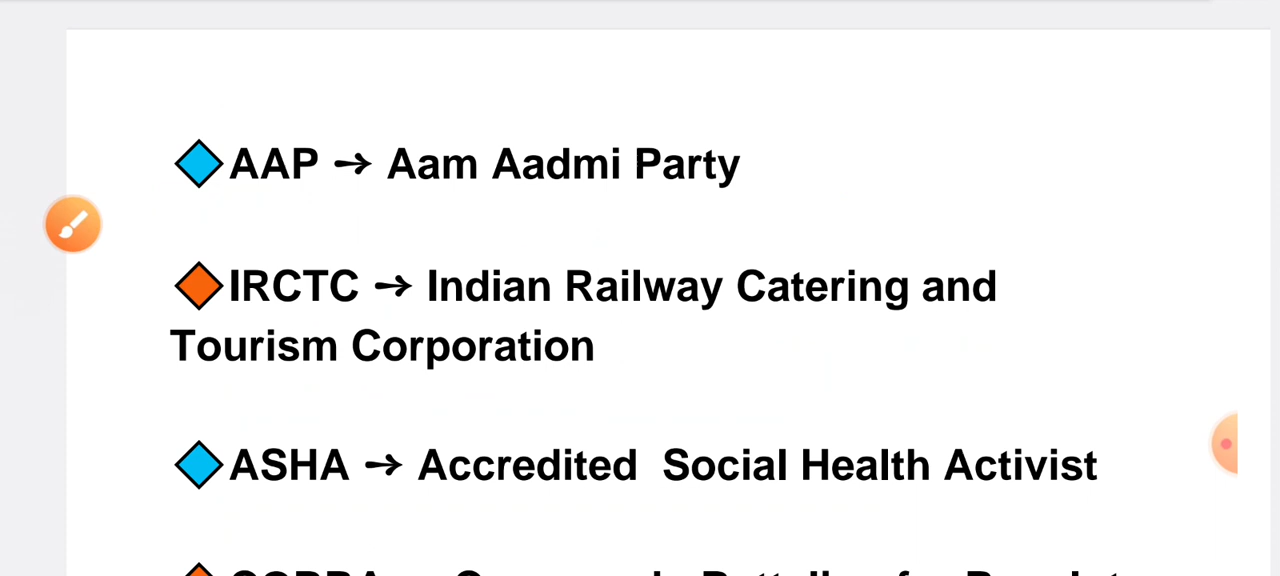 AAP → Aam Aadmi Party
IRCTC → Indian Railway Catering and
Tourism Corporation
ASHA → Accredited  Social Health Activist